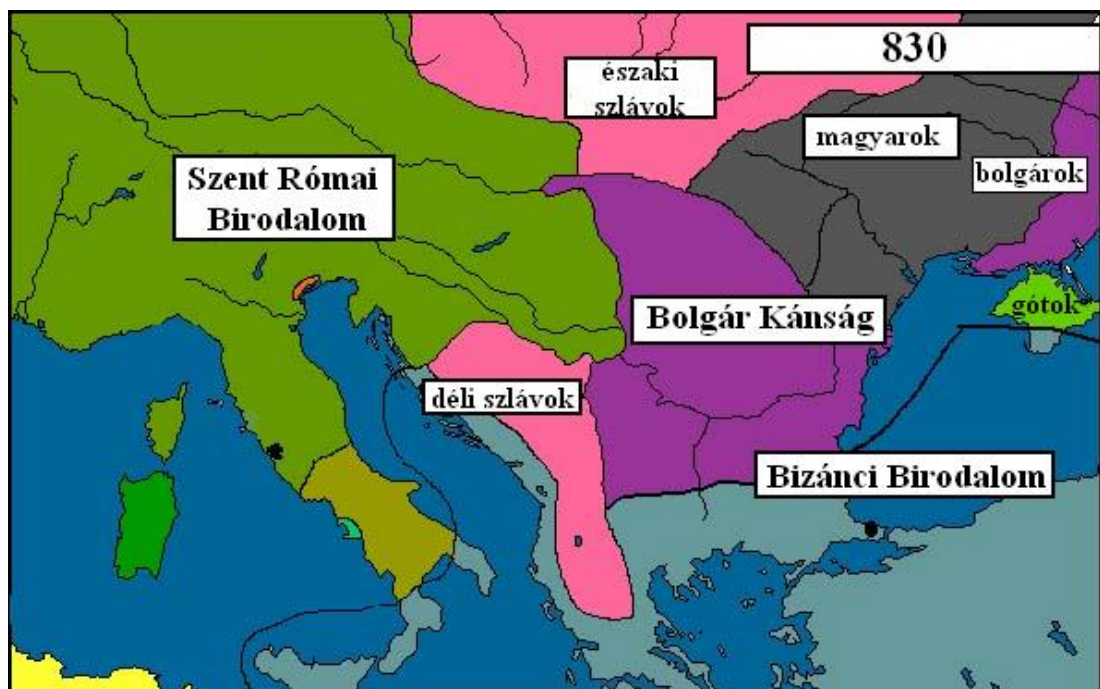 830
északi
szlávok
magyarok
bolgárok
Szent Római
Birodalom
gótok
Bolgár Kánság
déli szlávok
Bizánci Birodalom